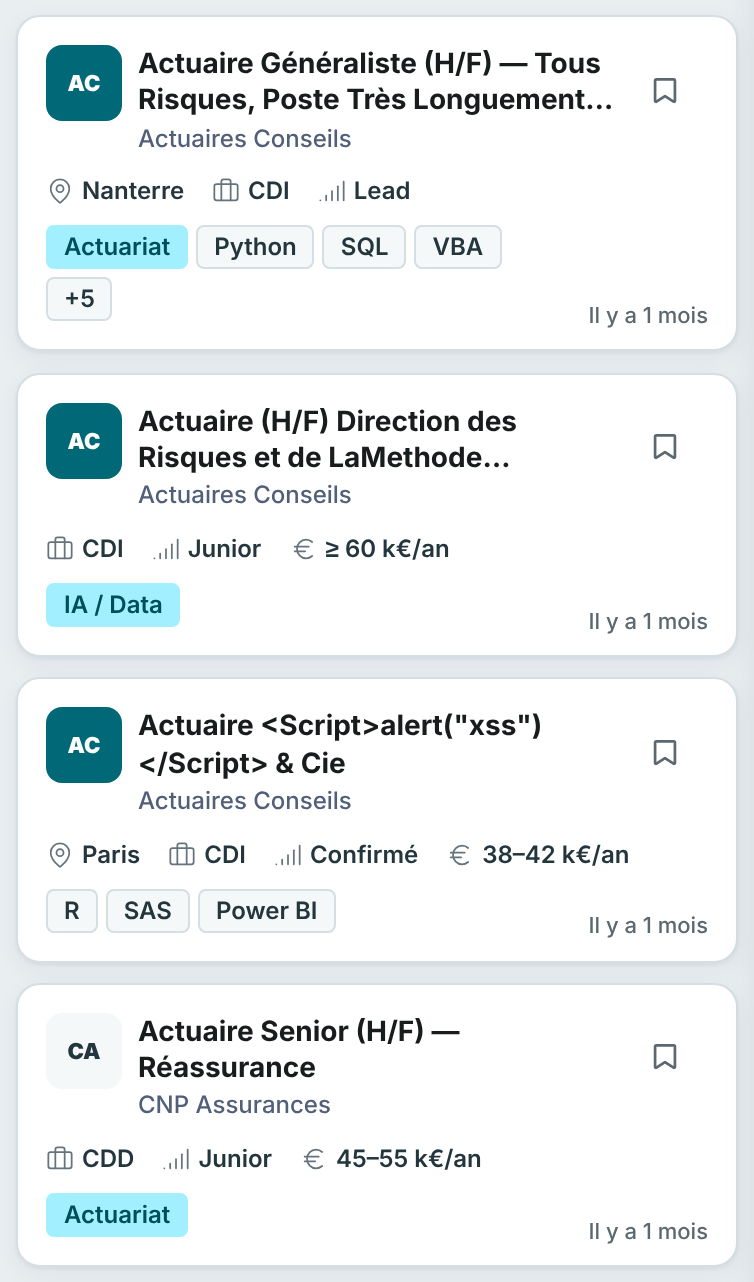 AC
Actuaire Généraliste (H/F) — Tous
Risques, Poste Très Longuement...
Actuaires Conseils
Nanterre CDI Lead
Actuariat Python SQL VBA
+5
Il y a 1 mois
AC
Actuaire (H/F) Direction des
Risques et de LaMethode...
Actuaires Conseils
CDI Junior ≥ 60 k€/an
IA / Data
Il y a 1 mois
AC
Actuaire <Script>alert("xss")
</Script> & Cie
Actuaires Conseils
Paris CDI Confirmé 38–42 k€/an
R SAS Power BI
Il y a 1 mois
CA
Actuaire Senior (H/F) —
Réassurance
CNP Assurances
CDD Junior 45–55 k€/an
Actuariat
Il y a 1 mois